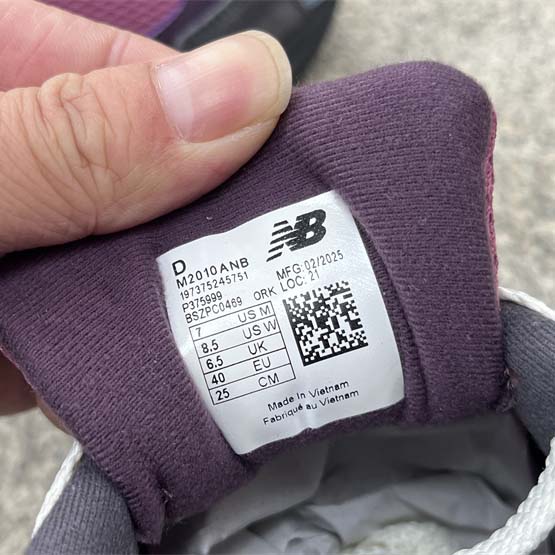 NB
D
M2010ANB
197375245751
P375999
BSZPC0469 ORK
MFG:02/2025
LOC: 21
7 US M
8.5 US W
6.5 UK
40 EU
25 CM
Made In Vietnam
Fabriqué au Vietnam